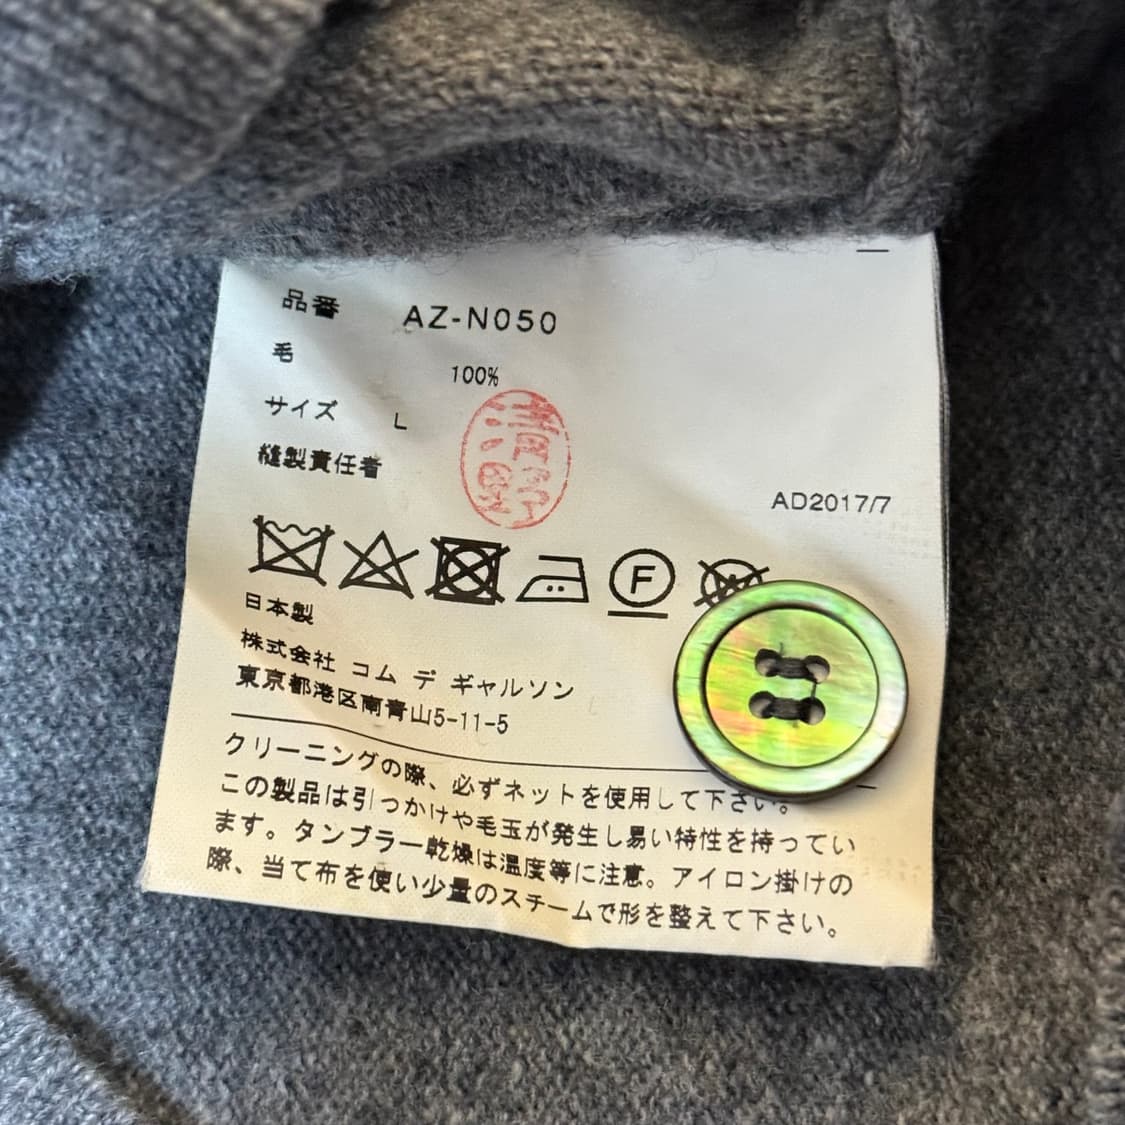 品番 AZ-N050
毛 100%
サイズ L
縫製責任者
清野
AD2017/7
F
W
日本製
株式会社 コム デ ギャルソン
東京都港区南青山5-11-5
クリーニングの際、必ずネットを使用して下さい。
この製品は引っかけや毛玉が発生し易い特性を持ってい
ます。タンブラー乾燥は温度等に注意。アイロン掛けの
際、当て布を使い少量のスチームで形を整えて下さい。